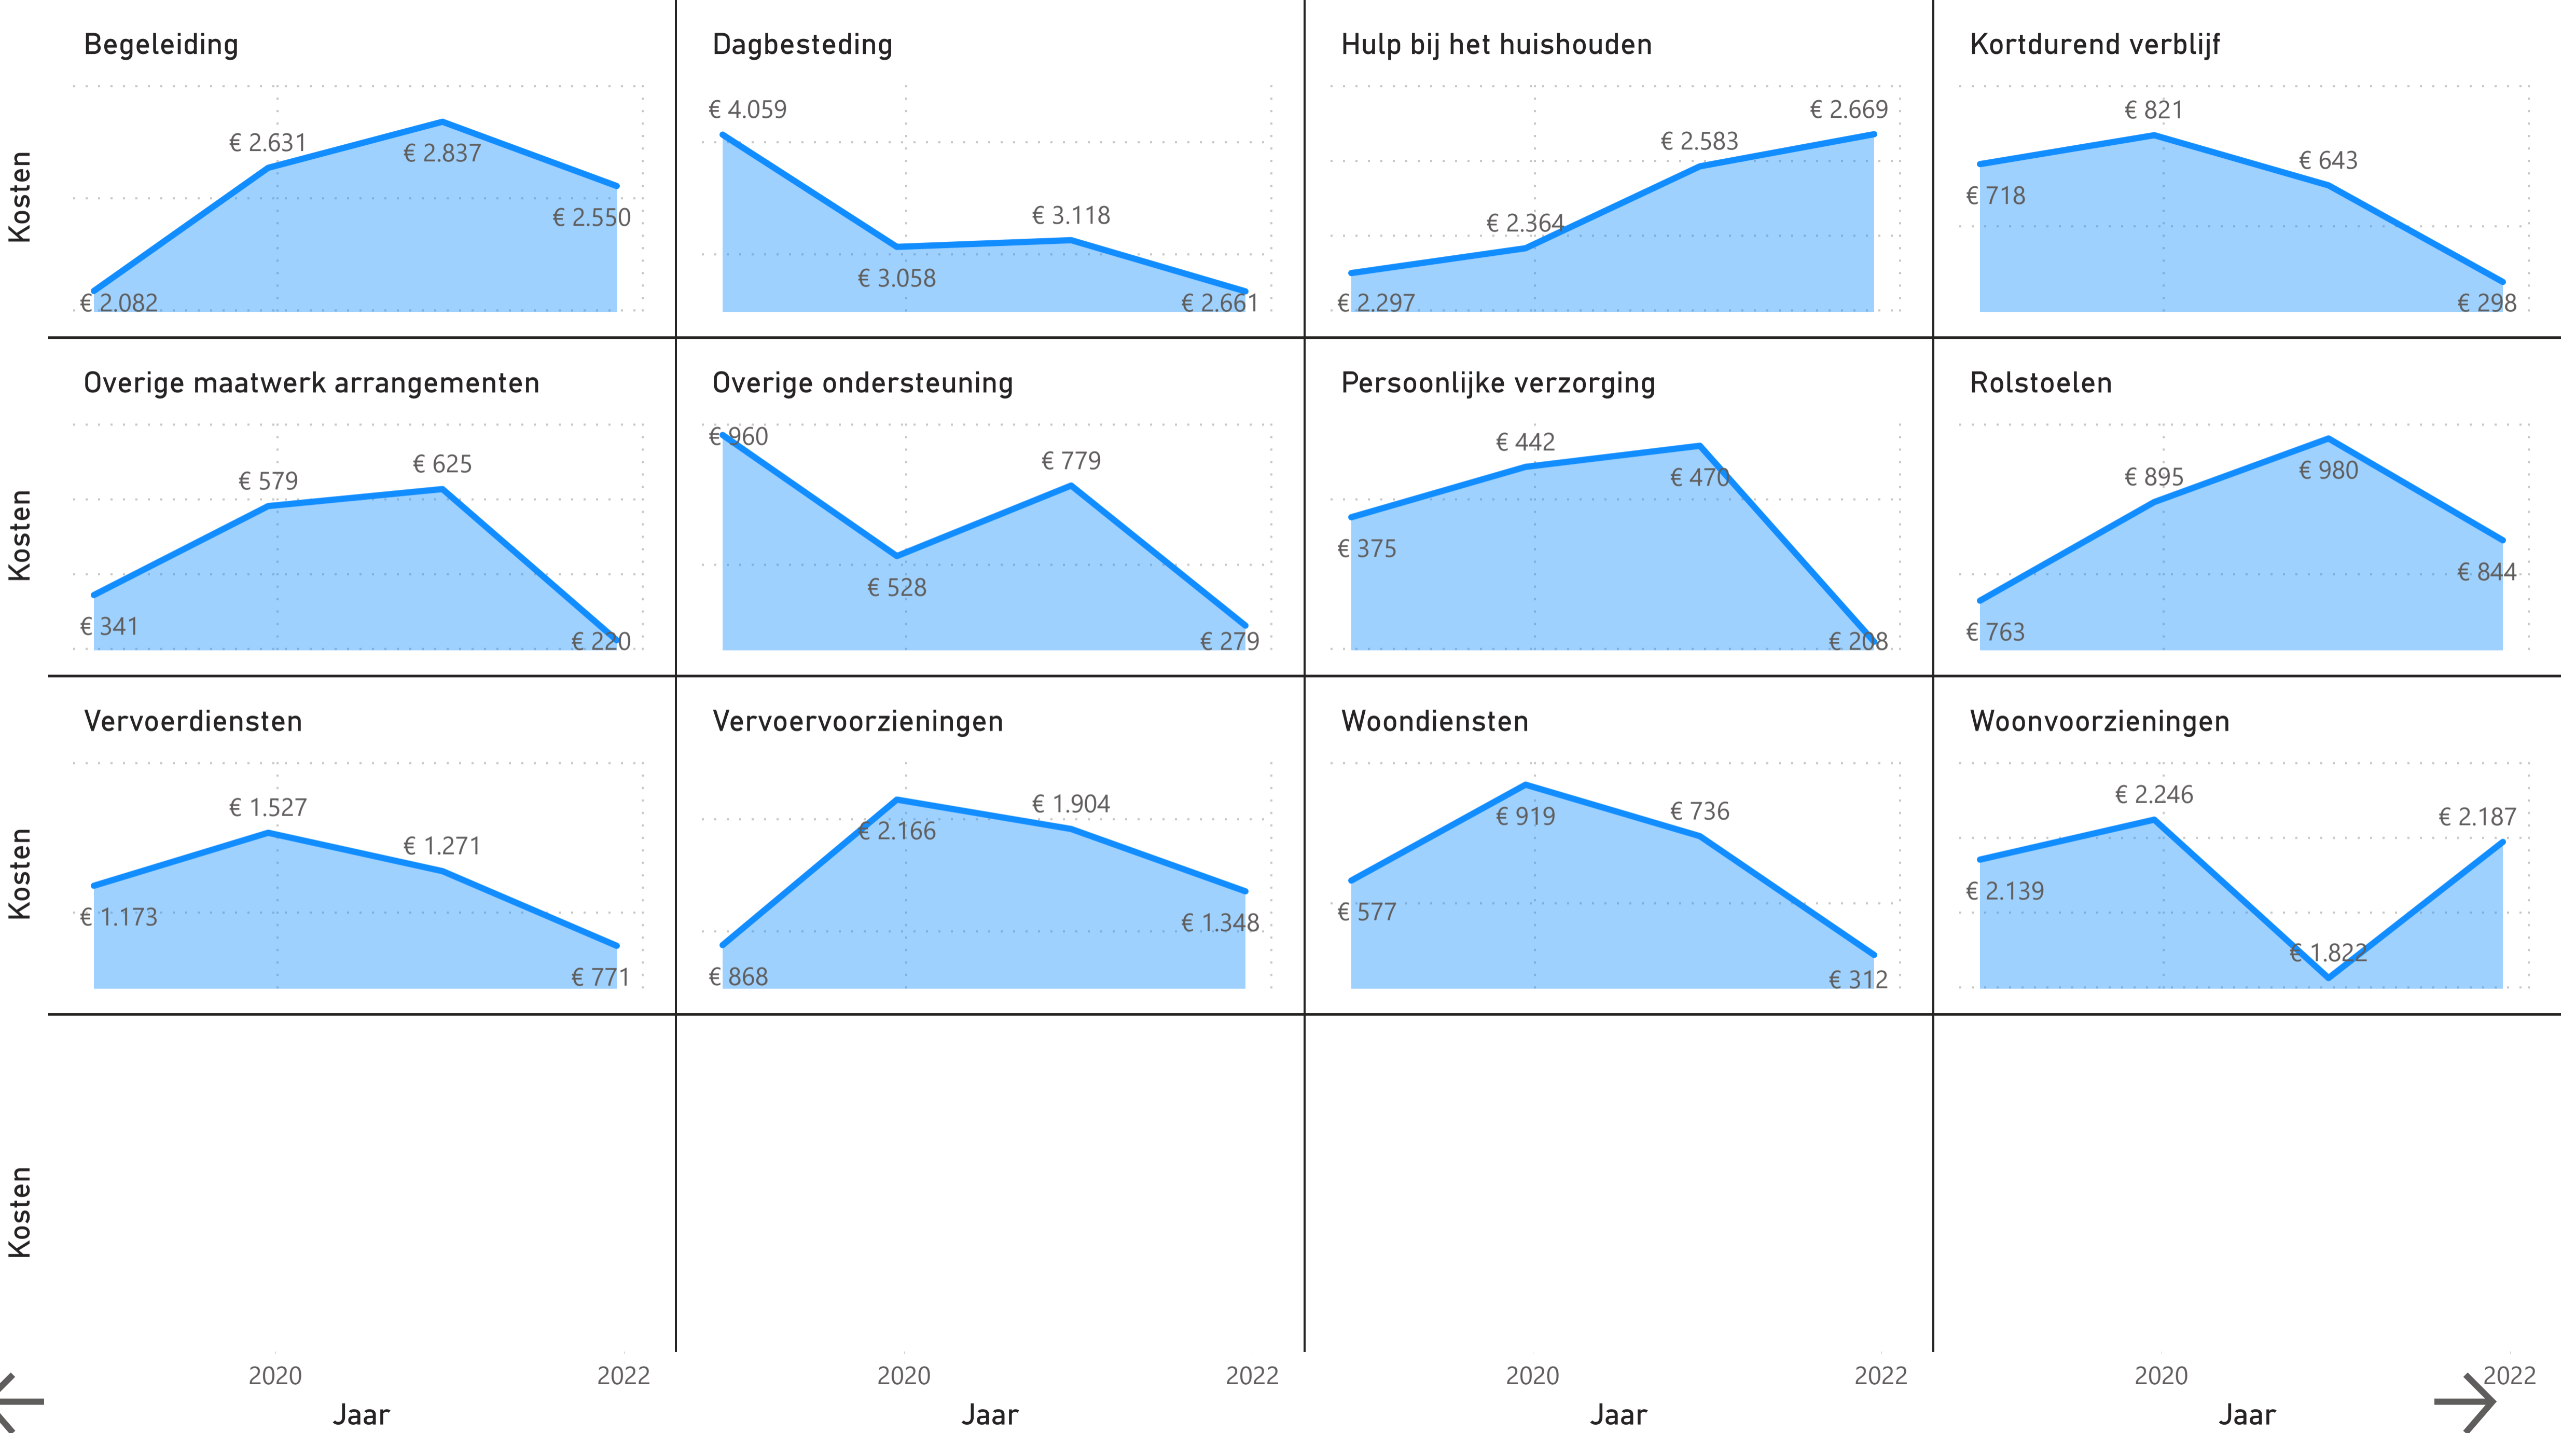 Begeleiding
Kosten
€ 2.082
€ 2.631
€ 2.837
€ 2.550
Dagbesteding
€ 4.059
€ 3.058
€ 3.118
€ 2.661
Hulp bij het huishouden
€ 2.297
€ 2.364
€ 2.583
€ 2.669
Kortdurend verblijf
€ 718
€ 821
€ 643
€ 298
Overige maatwerk arrangementen
Kosten
€ 341
€ 579
€ 625
€ 220
Overige ondersteuning
€ 960
€ 528
€ 779
€ 279
Persoonlijke verzorging
€ 375
€ 442
€ 470
€ 208
Rolstoelen
€ 763
€ 895
€ 980
€ 844
Vervoerdiensten
Kosten
€ 1.173
€ 1.527
€ 1.271
€ 771
Vervoervoorzieningen
€ 868
€ 2.166
€ 1.904
€ 1.348
Woondiensten
€ 577
€ 919
€ 736
€ 312
Woonvoorzieningen
€ 2.139
€ 2.246
€ 1.822
€ 2.187
Kosten
2020 2022 2020 2022 2020 2022 2020 2022
Jaar Jaar Jaar Jaar